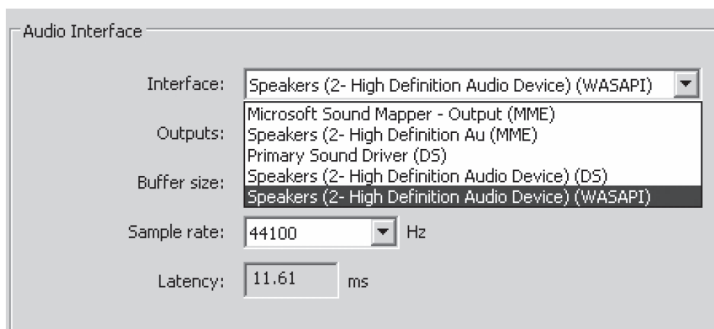 Audio Interface
Interface: Speakers (2- High Definition Audio Device) (WASAPI)
Microsoft Sound Mapper - Output (MME)
Outputs: Speakers (2- High Definition Au (MME)
Primary Sound Driver (DS)
Buffer size: Speakers (2- High Definition Audio Device) (DS)
Speakers (2- High Definition Audio Device) (WASAPI)
Sample rate: 44100 Hz
Latency: 11.61 ms